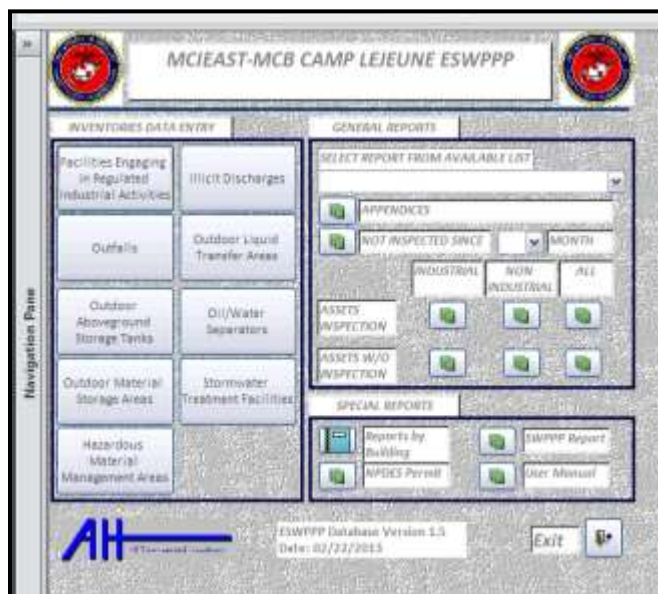 MCIEAST-MCB CAMP LEJEUNE ESWPPP
INVENTORIES DATA ENTRY
Facilities Engaging
in Regulated
Industrial Activities
Illicit Discharges
Outfalls
Outdoor Liquid
Transfer Areas
Outdoor
Aboveground
Storage Tanks
Oil/Water
Separators
Outdoor Material
Storage Areas
Stormwater
Treatment Facilities
Hazardous
Material
Management Areas
GENERAL REPORTS
SELECT REPORT FROM AVAILABLE LIST
APPENDICES
NOT INSPECTED SINCE
MONTH
INDUSTRIAL
NON
INDUSTRIAL
ALL
ASSETS
INSPECTION
ASSETS W/O
INSPECTION
SPECIAL REPORTS
Reports by
Building
SWPPP Report
NPDES Permit
User Manual
Navigation Pane
AH
ESWPPP Database Version 1.5
Date: 02/22/2013
Exit